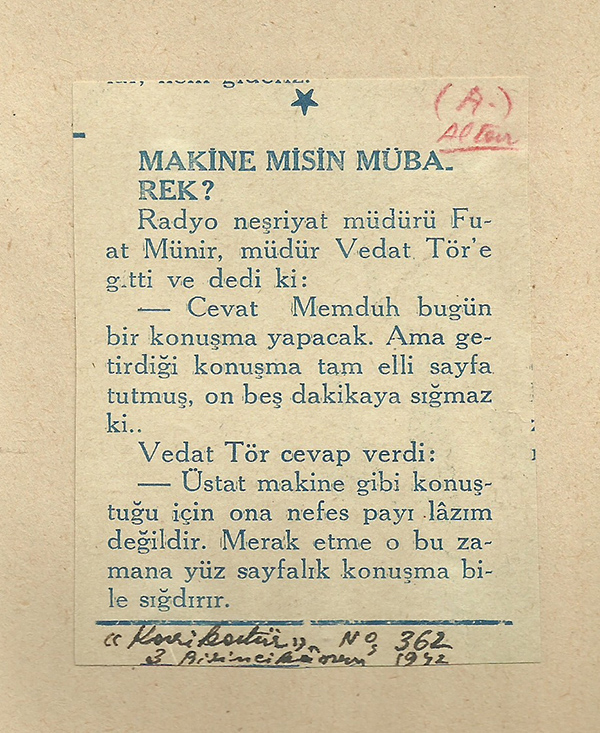 (A.)
Altar
MAKİNE MİSİN MÜBA-
REK?
Radyo neşriyat müdürü Fu-
at Münir, müdür Vedat Tör'e
gitti ve dedi ki:
— Cevat Memduh bugün
bir konuşma yapacak. Ama ge-
tirdiği konuşma tam elli sayfa
tutmuş, on beş dakikaya sığmaz
ki..
Vedat Tör cevap verdi:
— Üstat makine gibi konuş-
tuğu için ona nefes payı lâzım
değildir. Merak etme o bu za-
mana yüz sayfalık konuşma bi-
le sığdırır.
« Karikatür » No, 362
3 Birincikânun 1942